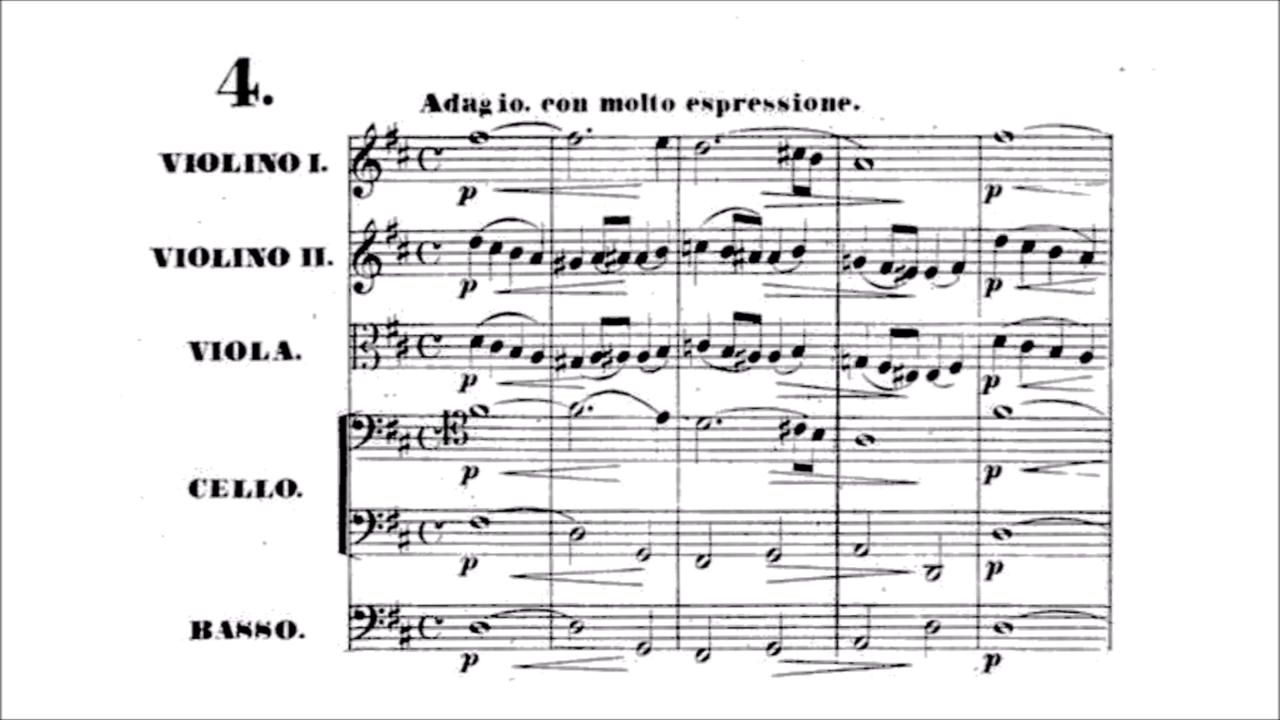 4.
Adagio. con molto espressione.
VIOLINO I.
p
p
VIOLINO II.
p
p
VIOLA.
p
p
CELLO.
p
p
p
p
BASSO.
p
p